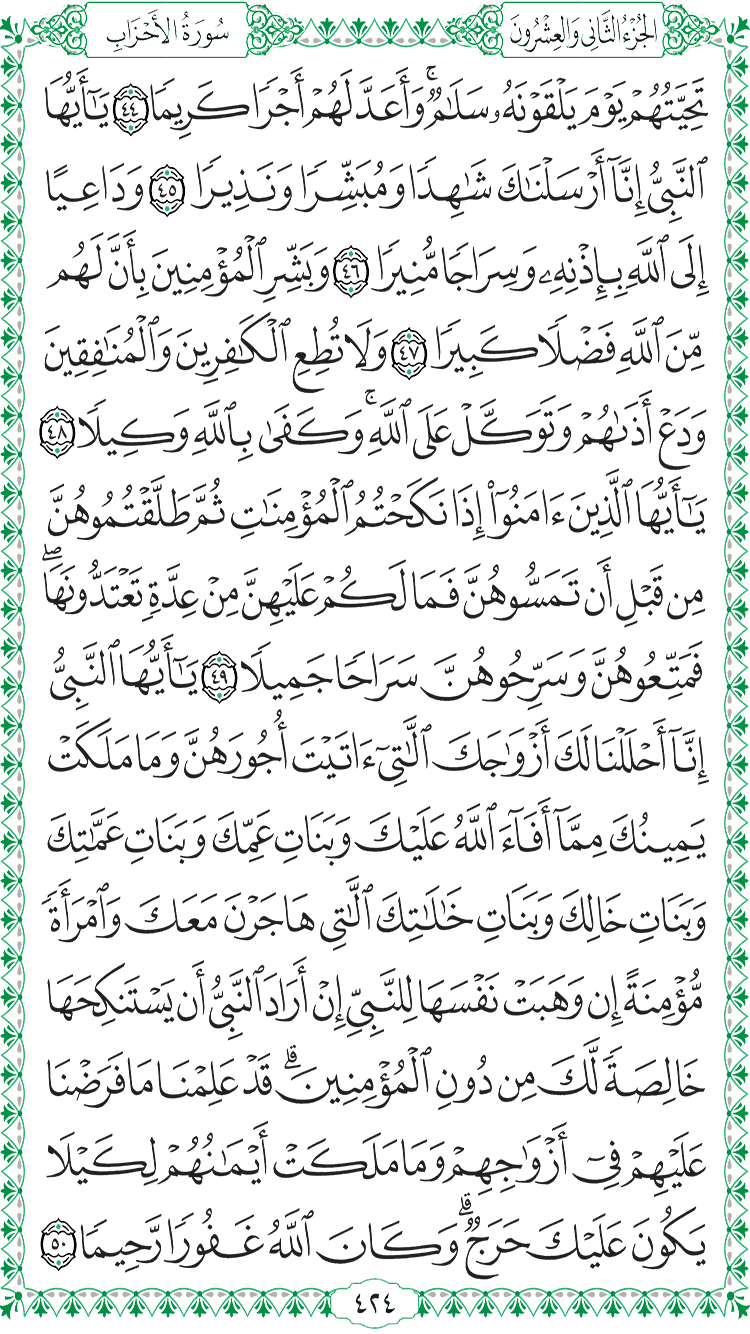 الجُزْءُ الثَّانِي وَالعِشْرُونَ
سُورَةُ الأَحْزَابِ
تَحِيَّتُهُمْ يَوْمَ يَلْقَوْنَهُۥ سَلَٰمٌۚ وَأَعَدَّ لَهُمْ أَجْرًا كَرِيمًا ٤٤ يَٰٓأَيُّهَا
ٱلنَّبِيُّ إِنَّآ أَرْسَلْنَٰكَ شَٰهِدًا وَمُبَشِّرًا وَنَذِيرًا ٤٥ وَدَاعِيًا
إِلَى ٱللَّهِ بِإِذْنِهِۦ وَسِرَاجًا مُّنِيرًا ٤٦ وَبَشِّرِ ٱلْمُؤْمِنِينَ بِأَنَّ لَهُم
مِّنَ ٱللَّهِ فَضْلًا كَبِيرًا ٤٧ وَلَا تُطِعِ ٱلْكَٰفِرِينَ وَٱلْمُنَٰفِقِينَ
وَدَعْ أَذَىٰهُمْ وَتَوَكَّلْ عَلَى ٱللَّهِۚ وَكَفَىٰ بِٱللَّهِ وَكِيلًا ٤٨
يَٰٓأَيُّهَا ٱلَّذِينَ ءَامَنُوٓا۟ إِذَا نَكَحْتُمُ ٱلْمُؤْمِنَٰتِ ثُمَّ طَلَّقْتُمُوهُنَّ
مِن قَبْلِ أَن تَمَسُّوهُنَّ فَمَا لَكُمْ عَلَيْهِنَّ مِنْ عِدَّةٍ تَعْتَدُّونَهَاۖ
فَمَتِّعُوهُنَّ وَسَرِّحُوهُنَّ سَرَاحًا جَمِيلًا ٤٩ يَٰٓأَيُّهَا ٱلنَّبِيُّ
إِنَّآ أَحْلَلْنَا لَكَ أَزْوَٰجَكَ ٱلَّٰتِيٓ ءَاتَيْتَ أُجُورَهُنَّ وَمَا مَلَكَتْ
يَمِينُكَ مِمَّآ أَفَآءَ ٱللَّهُ عَلَيْكَ وَبَنَاتِ عَمِّكَ وَبَنَاتِ عَمَّٰتِكَ
وَبَنَاتِ خَالِكَ وَبَنَاتِ خَٰلَٰتِكَ ٱلَّٰتِي هَاجَرْنَ مَعَكَ وَٱمْرَأَةً
مُّؤْمِنَةً إِن وَهَبَتْ نَفْسَهَا لِلنَّبِيِّ إِنْ أَرَادَ ٱلنَّبِيُّ أَن يَسْتَنكِحَهَا
خَالِصَةً لَّكَ مِن دُونِ ٱلْمُؤْمِنِينَۗ قَدْ عَلِمْنَا مَا فَرَضْنَا
عَلَيْهِمْ فِيٓ أَزْوَٰجِهِمْ وَمَا مَلَكَتْ أَيْمَٰنُهُمْ لِكَيْلَا
يَكُونَ عَلَيْكَ حَرَجٌۗ وَكَانَ ٱللَّهُ غَفُورًا رَّحِيمًا ٥٠
٤٢٤